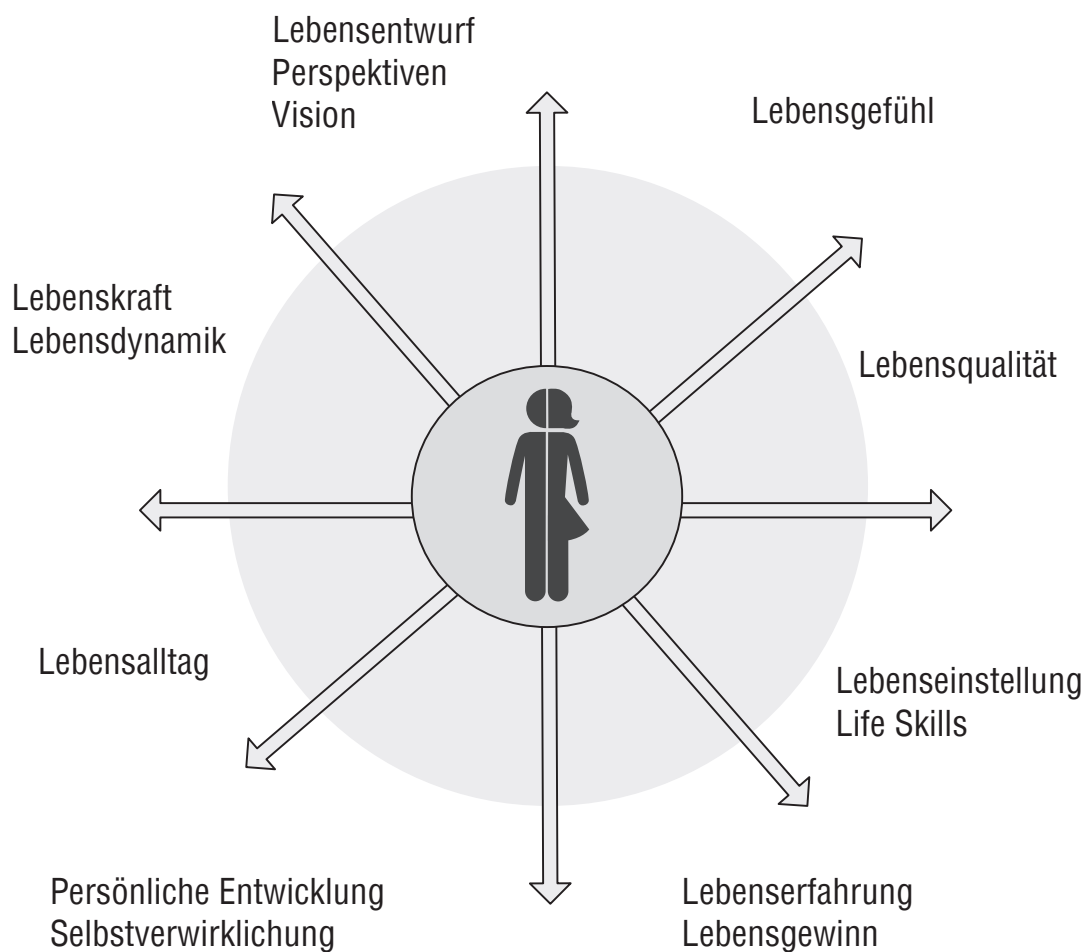 Lebensentwurf
Perspektiven
Vision
Lebensgefühl
Lebenskraft
Lebensdynamik
Lebensqualität
Lebensalltag
Lebenseinstellung
Life Skills
Persönliche Entwicklung
Selbstverwirklichung
Lebenserfahrung
Lebensgewinn